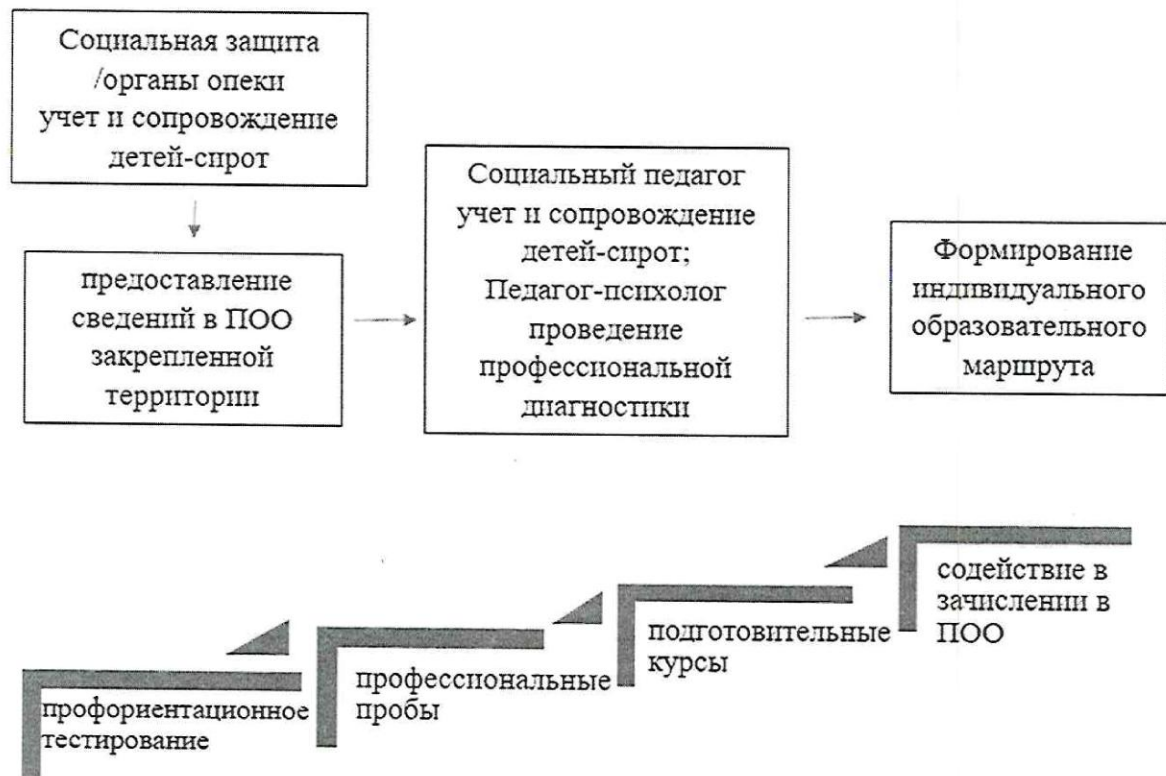 Социальная защита
/органы опеки
учет и сопровождение
детей-сирот
предоставление
сведений в ПОО
закрепленной
территории
Социальный педагог
учет и сопровождение
детей-сирот;
Педагог-психолог
проведение
профессиональной
диагностики
Формирование
индивидуального
образовательного
маршрута
профориентационное
тестирование
профессиональные
пробы
подготовительные
курсы
содействие в
зачислении в
ПОО